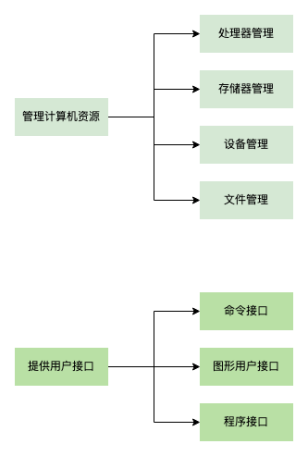 管理计算机资源
处理器管理
存储器管理
设备管理
文件管理
提供用户接口
命令接口
图形用户接口
程序接口